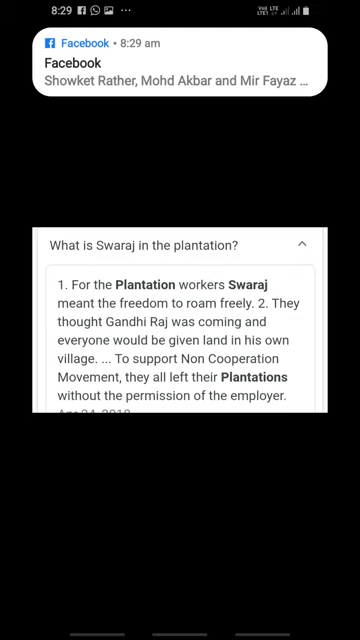 8:29
Facebook • 8:29 am
Facebook
Showket Rather, Mohd Akbar and Mir Fayaz ...
What is Swaraj in the plantation?
1. For the Plantation workers Swaraj
meant the freedom to roam freely. 2. They
thought Gandhi Raj was coming and
everyone would be given land in his own
village. ... To support Non Cooperation
Movement, they all left their Plantations
without the permission of the employer.